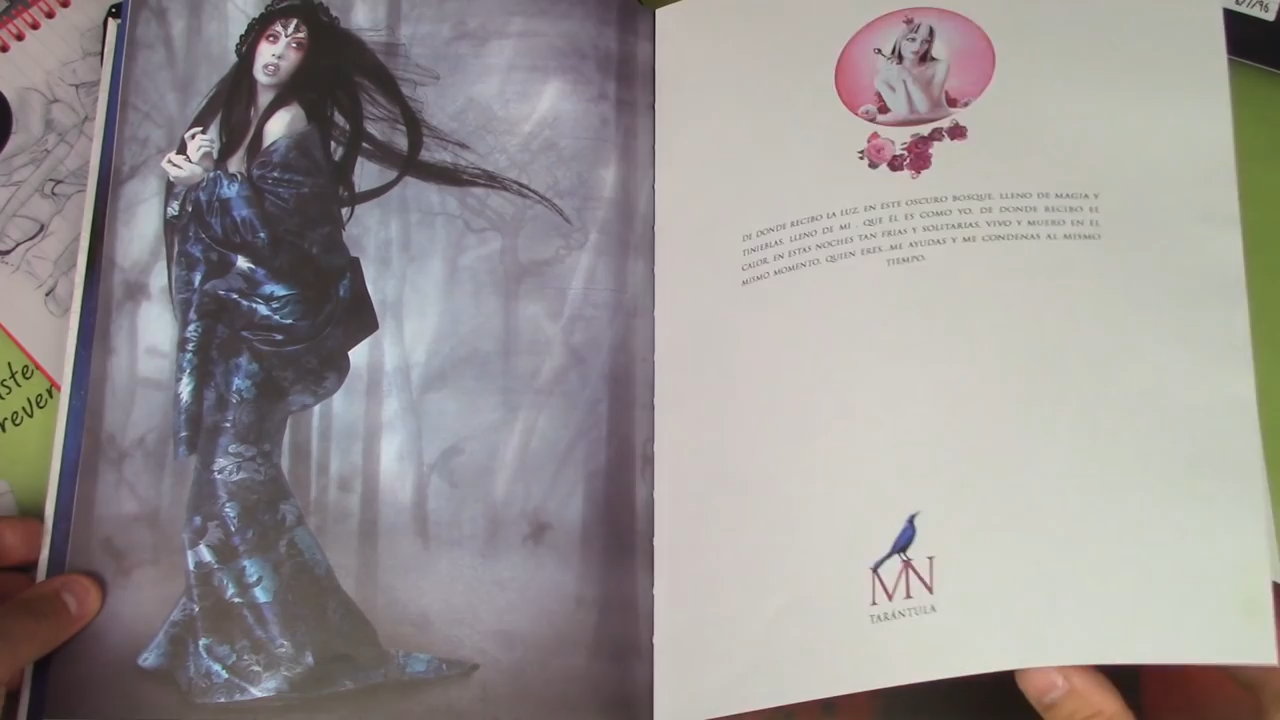 DE DONDE RECIBO LA LUZ, EN ESTE OSCURO BOSQUE, LLENO DE MAGIA Y
TINIEBLAS, LLENO DE MI . QUE EL ES COMO YO, DE DONDE RECIBO EL
CALOR, EN ESTAS NOCHES TAN FRIAS Y SOLITARIAS, VIVO Y MUERO EN EL
MISMO MOMENTO, QUIEN ERES...ME AYUDAS Y ME CONDENAS AL MISMO
TIEMPO.
MN
TARÁNTULA